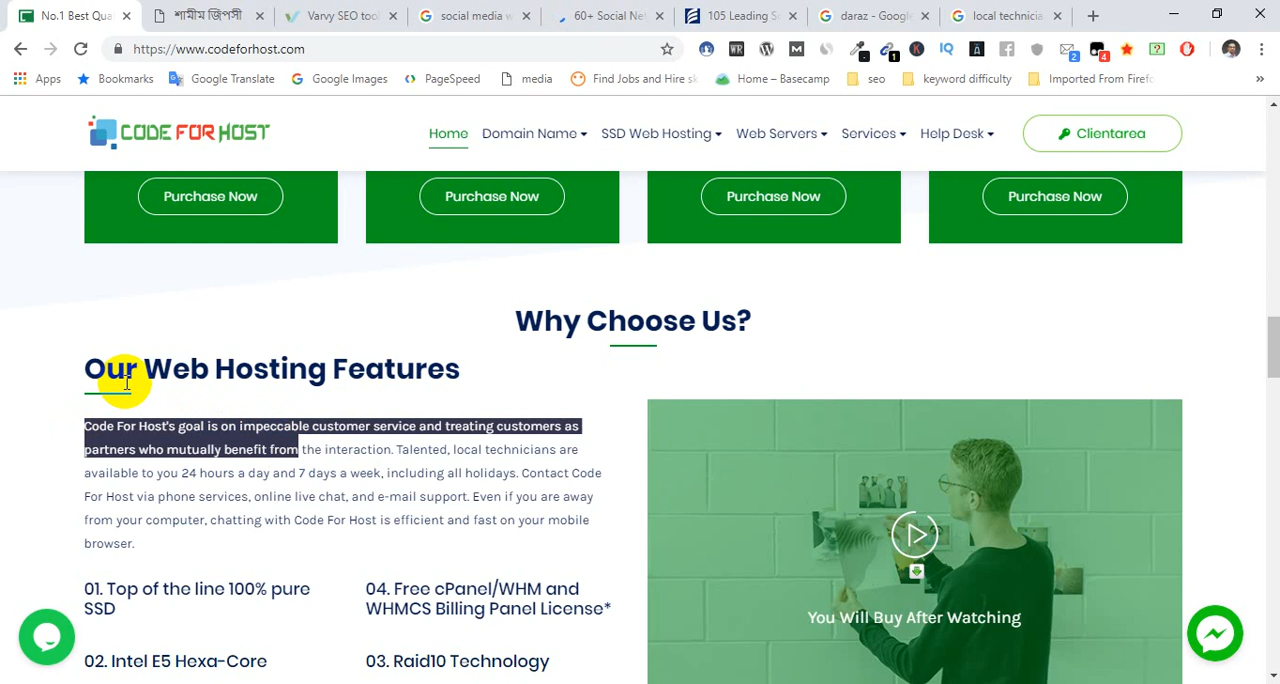 No.1 Best Qua
শামীম জিপসী
Varvy SEO tool
social media w
60+ Social Net
105 Leading So
daraz - Google
local technicia
https://www.codeforhost.com
Apps
Bookmarks
Google Translate
Google Images
PageSpeed
media
Find Jobs and Hire sk
Home – Basecamp
seo
keyword difficulty
Imported From Firefo
CODE FOR HOST
Home
Domain Name
SSD Web Hosting
Web Servers
Services
Help Desk
Clientarea
Purchase Now
Purchase Now
Purchase Now
Purchase Now
Why Choose Us?
Our Web Hosting Features
Code For Host's goal is on impeccable customer service and treating customers as
partners who mutually benefit from the interaction. Talented, local technicians are
available to you 24 hours a day and 7 days a week, including all holidays. Contact Code
For Host via phone services, online live chat, and e-mail support. Even if you are away
from your computer, chatting with Code For Host is efficient and fast on your mobile
browser.
01. Top of the line 100% pure
SSD
04. Free cPanel/WHM and
WHMCS Billing Panel License*
02. Intel E5 Hexa-Core
03. Raid10 Technology
You Will Buy After Watching